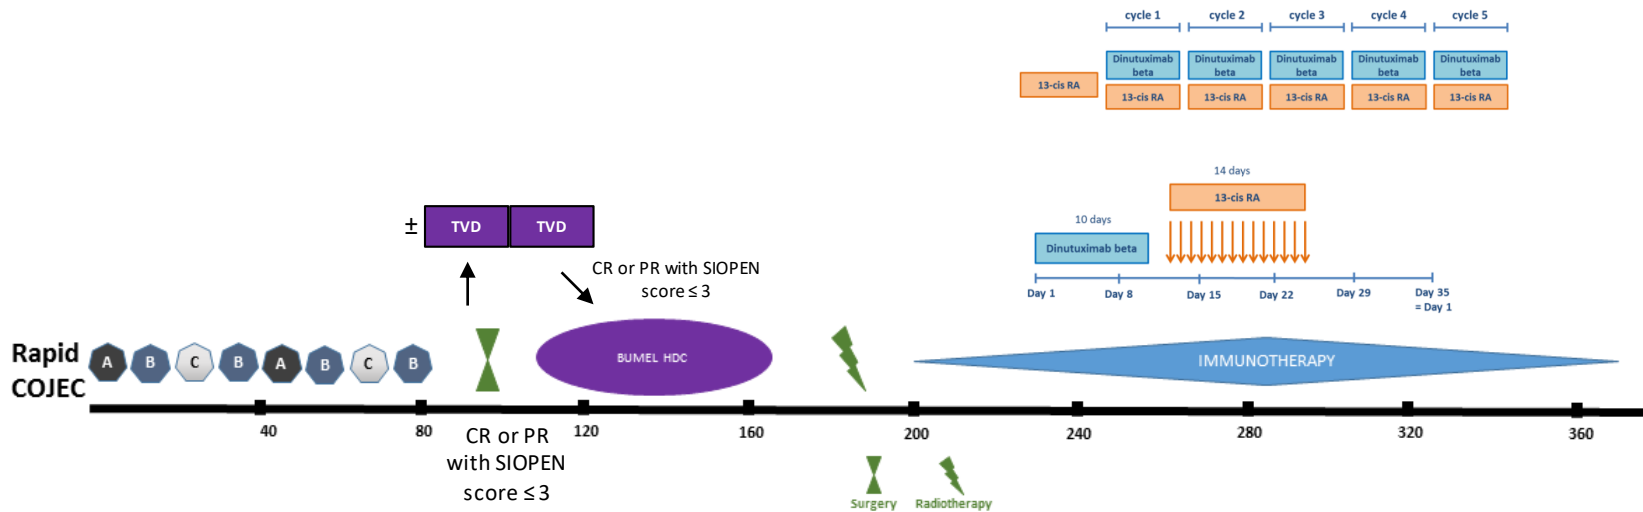 cycle 1
cycle 2
cycle 3
cycle 4
cycle 5
Dinutuximab
beta
Dinutuximab
beta
Dinutuximab
beta
Dinutuximab
beta
Dinutuximab
beta
13-cis RA
13-cis RA
13-cis RA
13-cis RA
13-cis RA
13-cis RA
14 days
13-cis RA
10 days
Dinutuximab beta
Day 1
Day 8
Day 15
Day 22
Day 29
Day 35
= Day 1
±
TVD
TVD
CR or PR with SIOPEN
score ≤ 3
Rapid
COJEC
A
B
C
B
A
B
C
B
BUMEL HDC
IMMUNOTHERAPY
40
80
120
160
200
240
280
320
360
CR or PR
with SIOPEN
score ≤ 3
Surgery
Radiotherapy